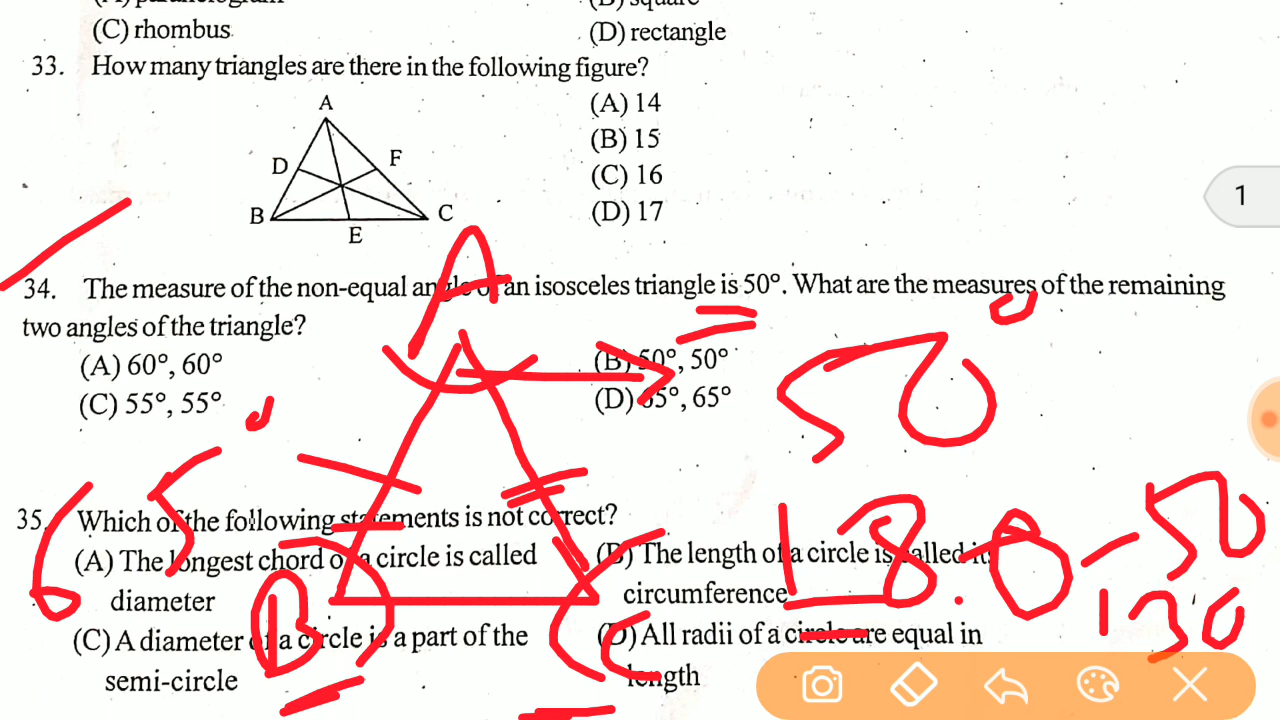 (C) rhombus
(D) rectangle
33. How many triangles are there in the following figure?
A
D
F
B
C
E
(A) 14
(B) 15
(C) 16
(D) 17
1
34. The measure of the non-equal angle of an isosceles triangle is 50°. What are the measures of the remaining
two angles of the triangle?
(A) 60°, 60°
(B) 50°, 50°
(C) 55°, 55°
(D) 65°, 65°
A
50°
65°
180-50
130
B
C
35. Which of the following statements is not correct?
(A) The longest chord of a circle is called
diameter
(B) The length of a circle is called its
circumference
(C) A diameter of a circle is a part of the
semi-circle
(D) All radii of a circle are equal in
length